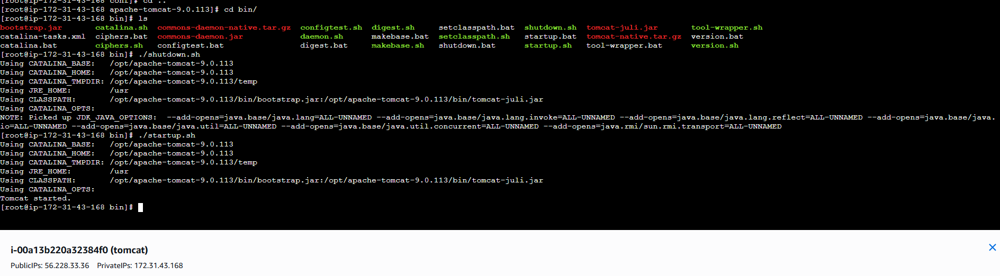 [root@ip-172-31-43-168 conf]# cd ..
[root@ip-172-31-43-168 apache-tomcat-9.0.113]# cd bin/
[root@ip-172-31-43-168 bin]# ls
bootstrap.jar       catalina.sh  commons-daemon-native.tar.gz  configtest.sh  digest.sh    setclasspath.bat  shutdown.sh  tomcat-juli.jar       tool-wrapper.sh
catalina-tasks.xml  ciphers.bat  commons-daemon.jar            daemon.sh      makebase.bat  setclasspath.sh   startup.bat  tomcat-native.tar.gz  version.bat
catalina.bat        ciphers.sh   configtest.bat                digest.bat     makebase.sh   shutdown.bat      startup.sh   tool-wrapper.bat      version.sh
[root@ip-172-31-43-168 bin]# ./shutdown.sh
Using CATALINA_BASE:   /opt/apache-tomcat-9.0.113
Using CATALINA_HOME:   /opt/apache-tomcat-9.0.113
Using CATALINA_TMPDIR: /opt/apache-tomcat-9.0.113/temp
Using JRE_HOME:        /usr
Using CLASSPATH:       /opt/apache-tomcat-9.0.113/bin/bootstrap.jar:/opt/apache-tomcat-9.0.113/bin/tomcat-juli.jar
Using CATALINA_OPTS:
NOTE: Picked up JDK_JAVA_OPTIONS:  --add-opens=java.base/java.lang=ALL-UNNAMED --add-opens=java.base/java.lang.invoke=ALL-UNNAMED --add-opens=java.base/java.lang.reflect=ALL-UNNAMED --add-opens=java.base/java.
io=ALL-UNNAMED --add-opens=java.base/java.util=ALL-UNNAMED --add-opens=java.base/java.util.concurrent=ALL-UNNAMED --add-opens=java.rmi/sun.rmi.transport=ALL-UNNAMED
[root@ip-172-31-43-168 bin]# ./startup.sh
Using CATALINA_BASE:   /opt/apache-tomcat-9.0.113
Using CATALINA_HOME:   /opt/apache-tomcat-9.0.113
Using CATALINA_TMPDIR: /opt/apache-tomcat-9.0.113/temp
Using JRE_HOME:        /usr
Using CLASSPATH:       /opt/apache-tomcat-9.0.113/bin/bootstrap.jar:/opt/apache-tomcat-9.0.113/bin/tomcat-juli.jar
Using CATALINA_OPTS:
Tomcat started.
[root@ip-172-31-43-168 bin]#
i-00a13b220a32384f0 (tomcat)
PublicIPs: 56.228.33.36    PrivateIPs: 172.31.43.168